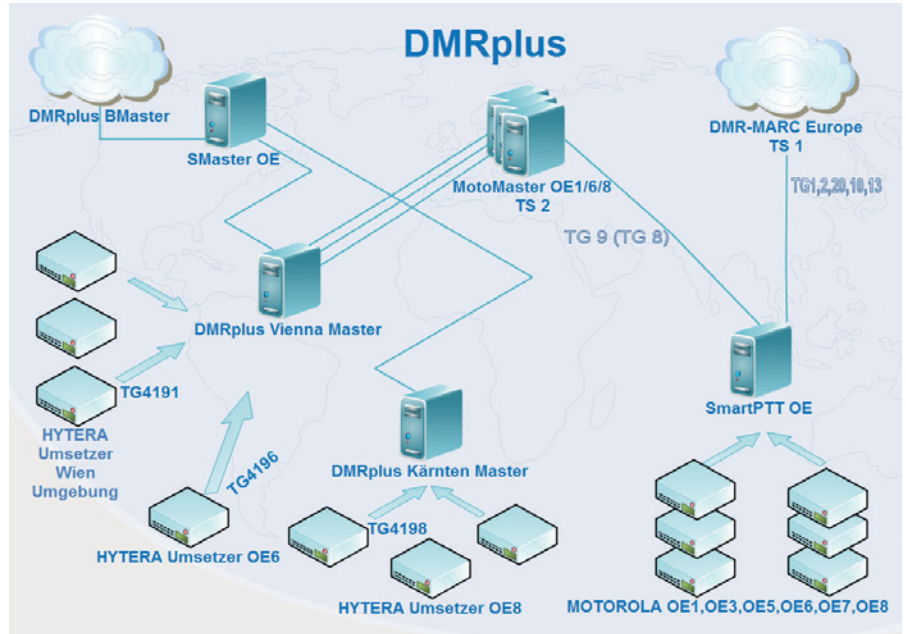 DMRplus
DMRplus BMaster
SMaster OE
MotoMaster OE1/6/8
TS 2
DMR-MARC Europe
TS 1
TG1,2,20,10,13
TG 9 (TG 8)
DMRplus Vienna Master
TG4191
HYTERA
Umsetzer
Wien
Umgebung
TG4196
HYTERA Umsetzer OE6
DMRplus Kärnten Master
TG4198
HYTERA Umsetzer OE8
SmartPTT OE
MOTOROLA OE1,OE3,OE5,OE6,OE7,OE8